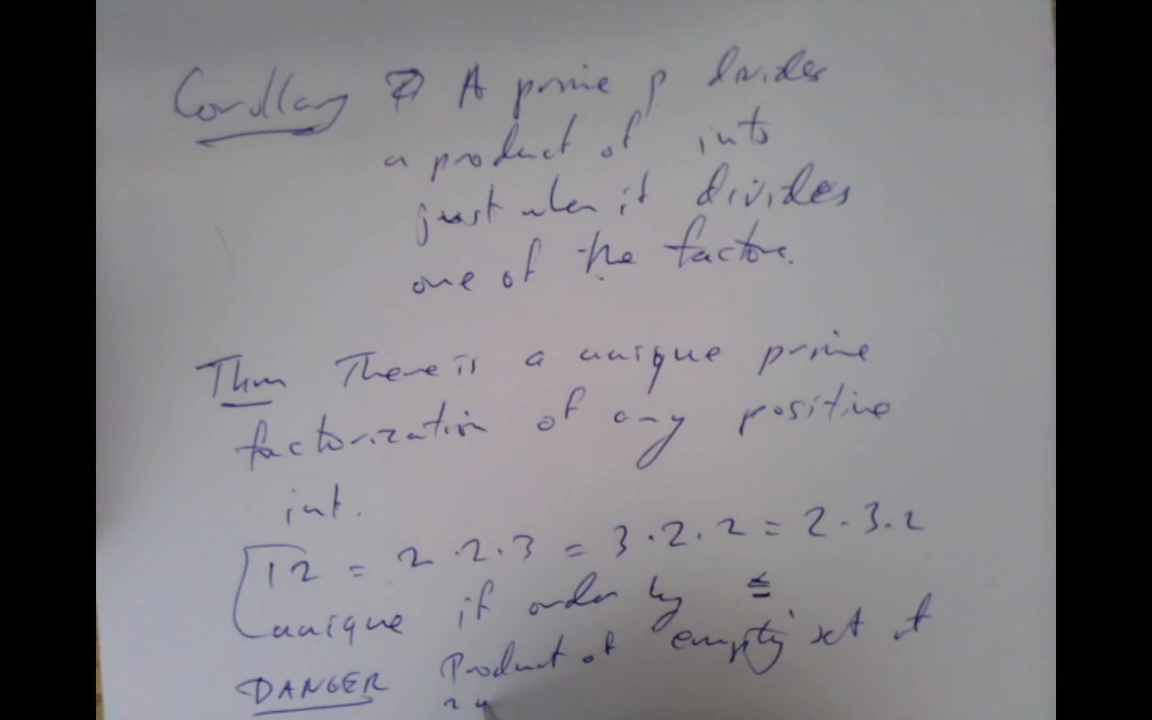 Corollary A prime p divides
a product of ints
just when it divides
one of the factors.
Thm There is a unique prime
factorization of any positive
int.
12 = 2·2·3 = 3·2·2 = 2·3·2
unique if order by ≤
DANGER Product of empty set of